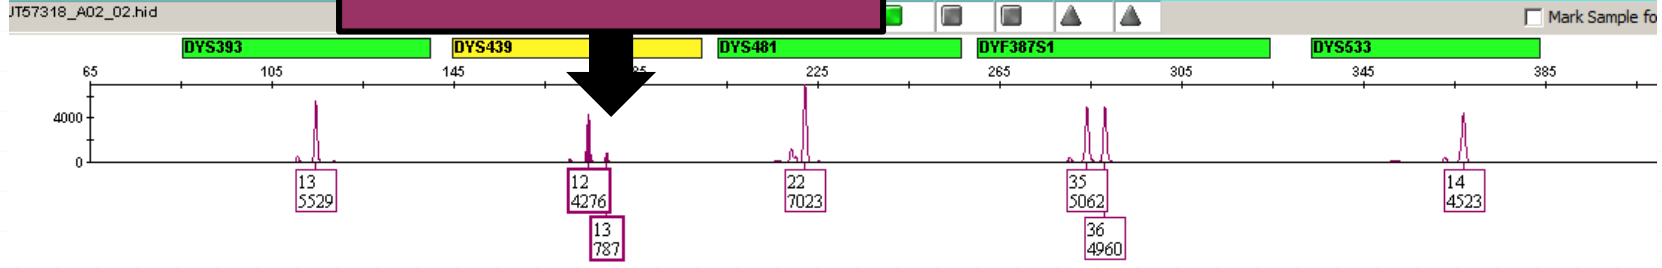 JT57318_A02_02.hid
Mark Sample fo
DYS393 DYS439 DYS481 DYF387S1 DYS533
65 105 145 225 265 305 345 385
4000
0
13 12 22 35 14
5529 4276 7023 5062 4523
13 36
787 4960